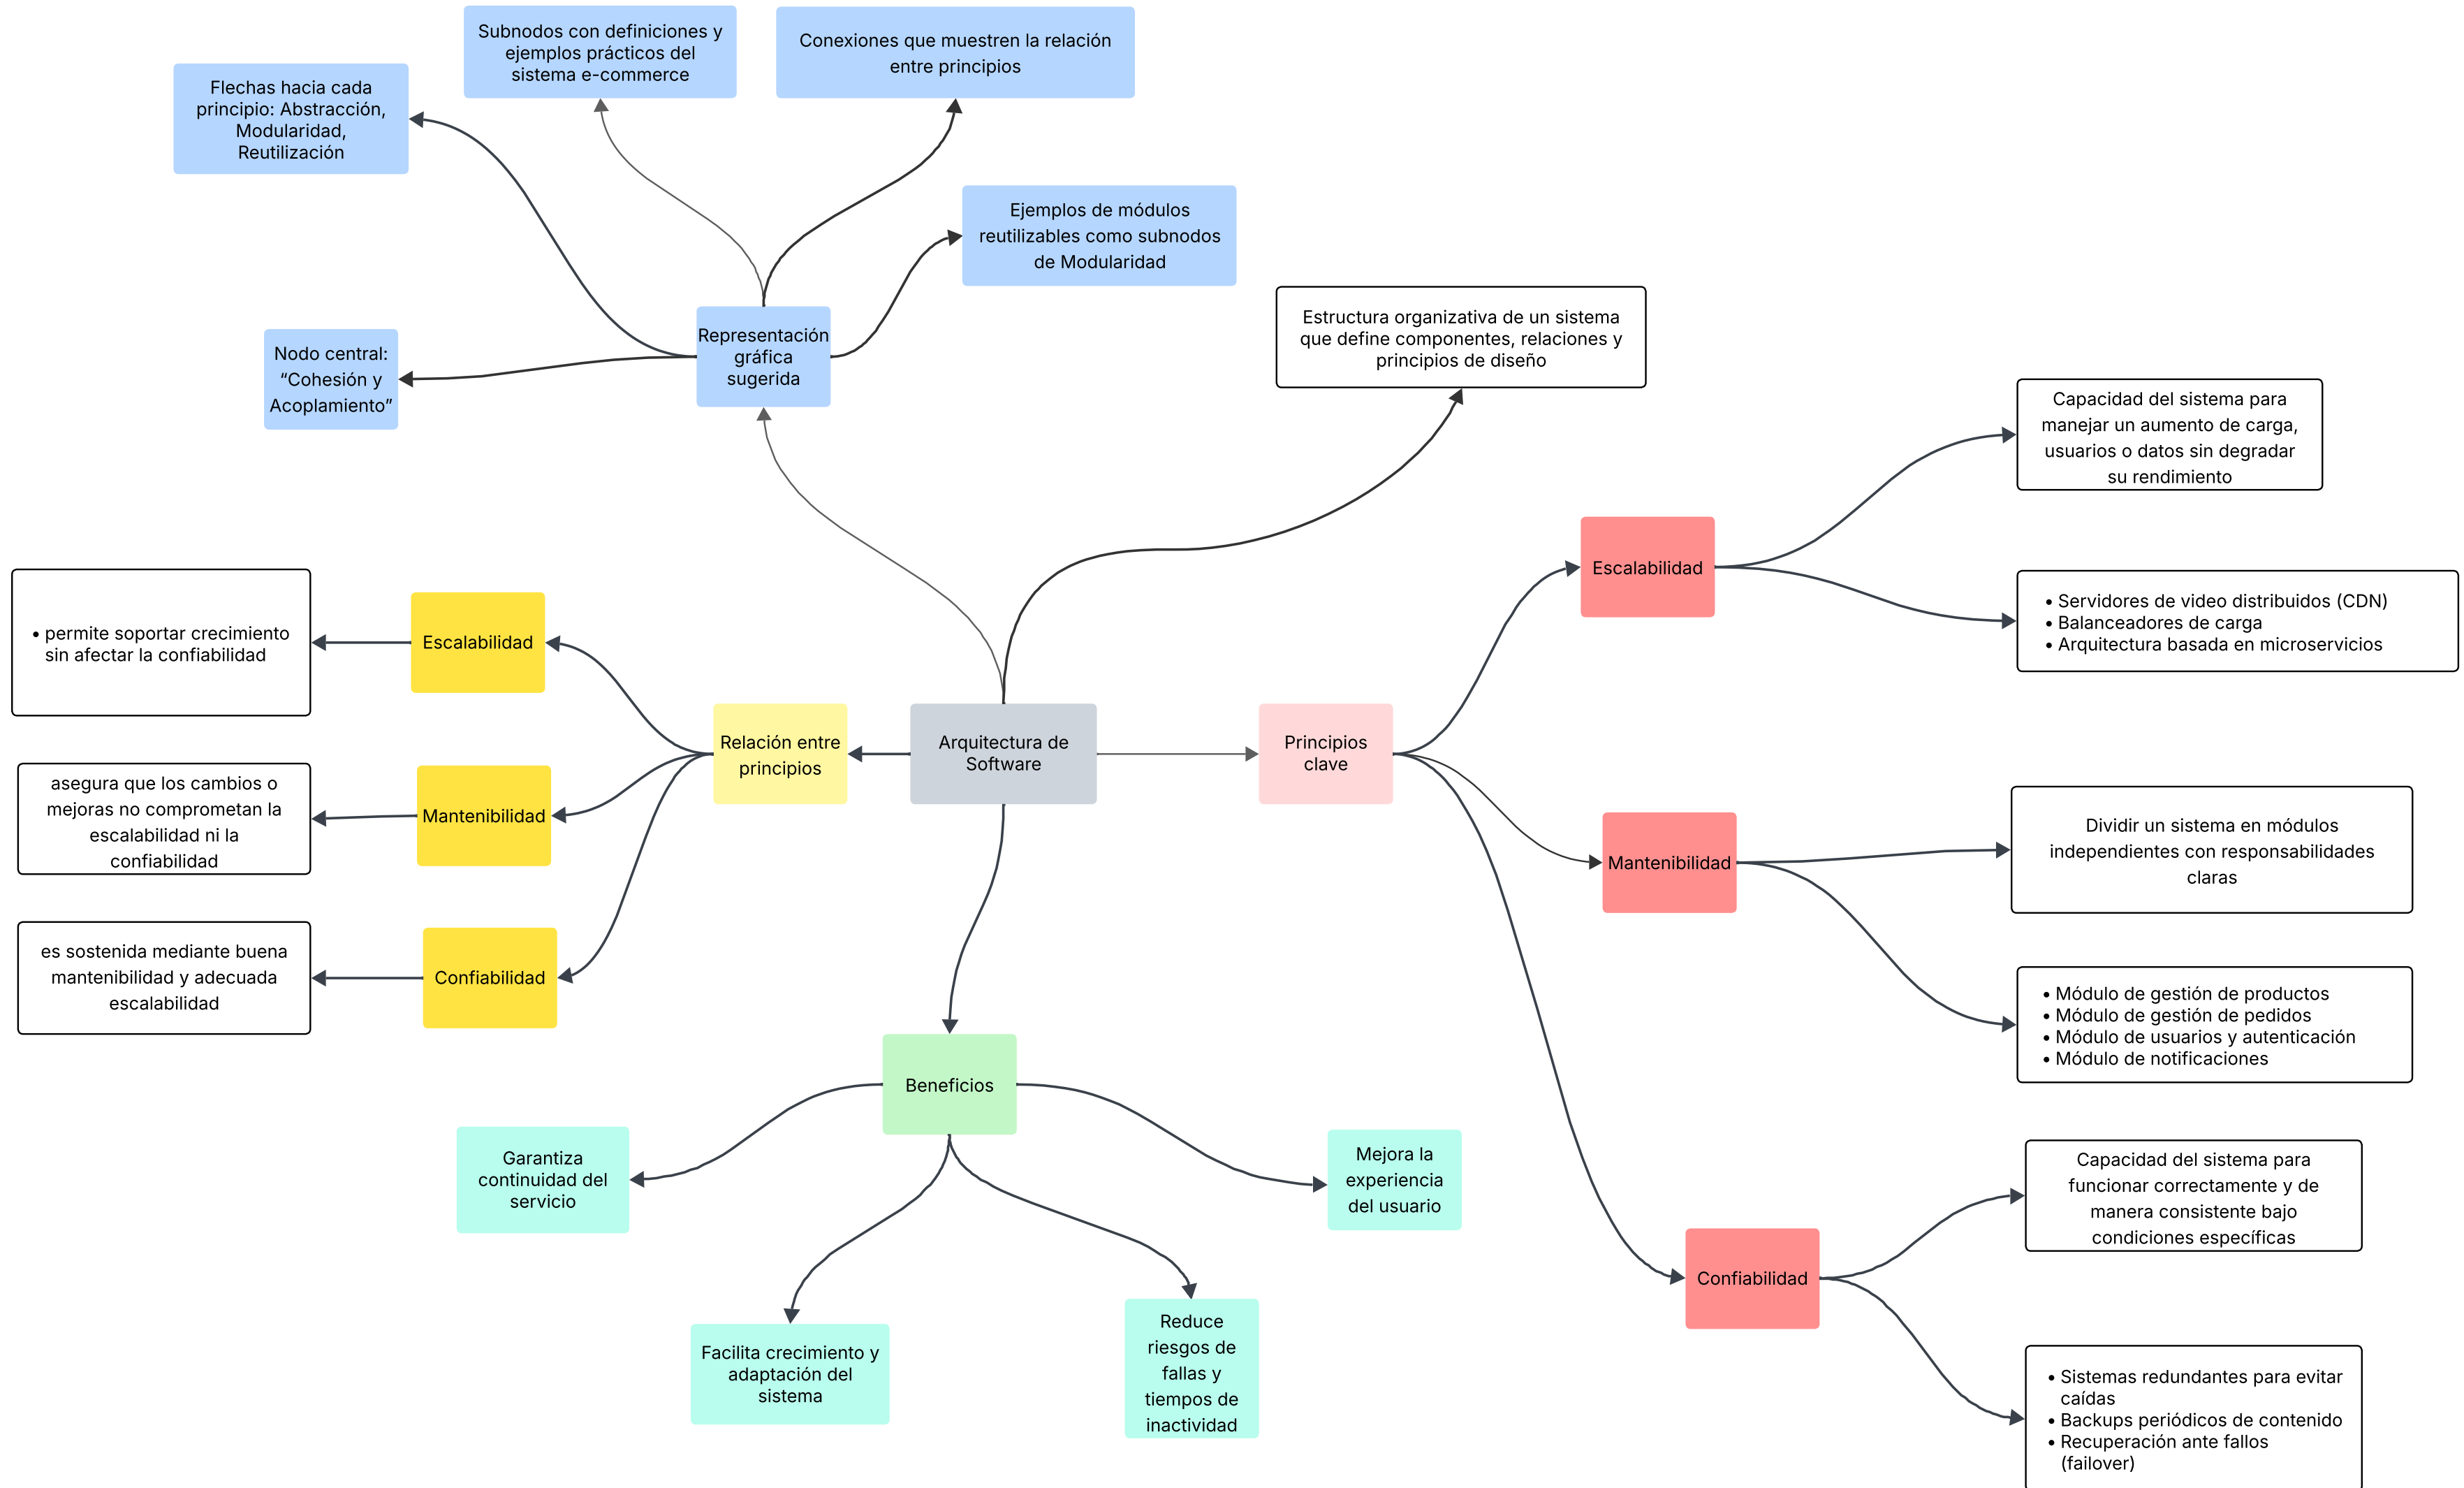 Subnodos con definiciones y
ejemplos prácticos del
sistema e-commerce
Conexiones que muestren la relación
entre principios
Flechas hacia cada
principio: Abstracción,
Modularidad,
Reutilización
Ejemplos de módulos
reutilizables como subnodos
de Modularidad
Representación
gráfica
sugerida
Nodo central:
“Cohesión y
Acoplamiento”
Estructura organizativa de un sistema
que define componentes, relaciones y
principios de diseño
Capacidad del sistema para
manejar un aumento de carga,
usuarios o datos sin degradar
su rendimiento
Escalabilidad
• Servidores de video distribuidos (CDN)
• Balanceadores de carga
• Arquitectura basada en microservicios
• permite soportar crecimiento
sin afectar la confiabilidad
Escalabilidad
Relación entre
principios
Arquitectura de
Software
Principios
clave
asegura que los cambios o
mejoras no comprometan la
escalabilidad ni la
confiabilidad
Mantenibilidad
Mantenibilidad
Dividir un sistema en módulos
independientes con responsabilidades
claras
es sostenida mediante buena
mantenibilidad y adecuada
escalabilidad
Confiabilidad
• Módulo de gestión de productos
• Módulo de gestión de pedidos
• Módulo de usuarios y autenticación
• Módulo de notificaciones
Beneficios
Garantiza
continuidad del
servicio
Mejora la
experiencia
del usuario
Capacidad del sistema para
funcionar correctamente y de
manera consistente bajo
condiciones específicas
Confiabilidad
Facilita crecimiento y
adaptación del
sistema
Reduce
riesgos de
fallas y
tiempos de
inactividad
• Sistemas redundantes para evitar
caídas
• Backups periódicos de contenido
• Recuperación ante fallos
(failover)